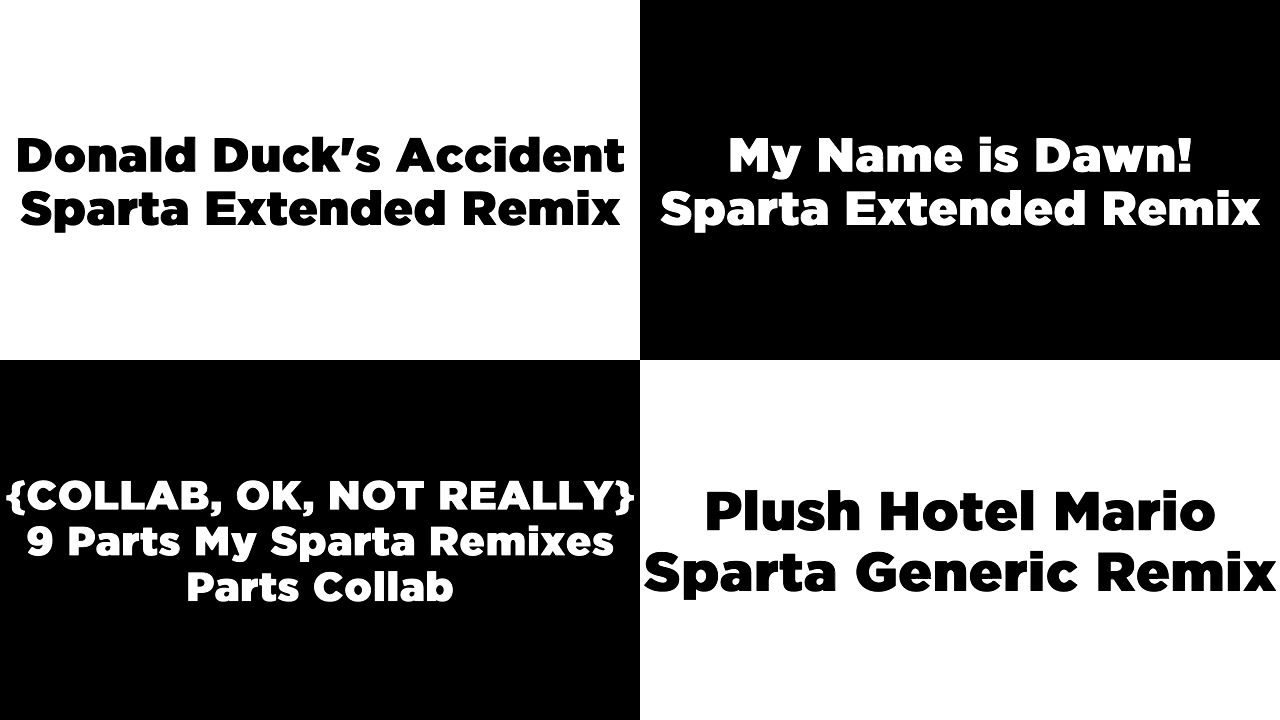 Donald Duck's Accident
Sparta Extended Remix
My Name is Dawn!
Sparta Extended Remix
{COLLAB, OK, NOT REALLY}
9 Parts My Sparta Remixes
Parts Collab
Plush Hotel Mario
Sparta Generic Remix